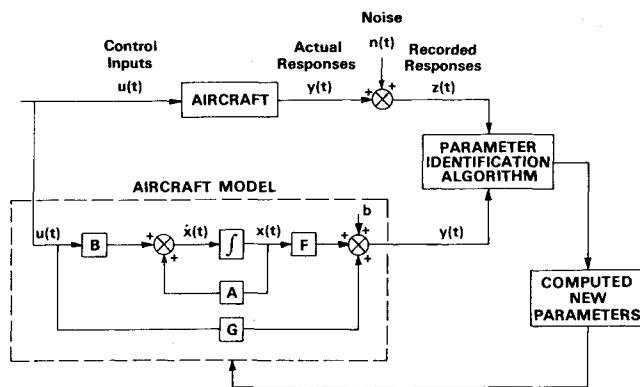 Noise
n(t)
Control
Inputs
u(t)
Actual
Responses
y(t)
Recorded
Responses
z(t)
AIRCRAFT
+
+
PARAMETER
IDENTIFICATION
ALGORITHM
AIRCRAFT MODEL
b
u(t)
B
+
ẋ(t)
∫
x(t)
F
+
+
y(t)
+
+
A
G
COMPUTED
NEW
PARAMETERS